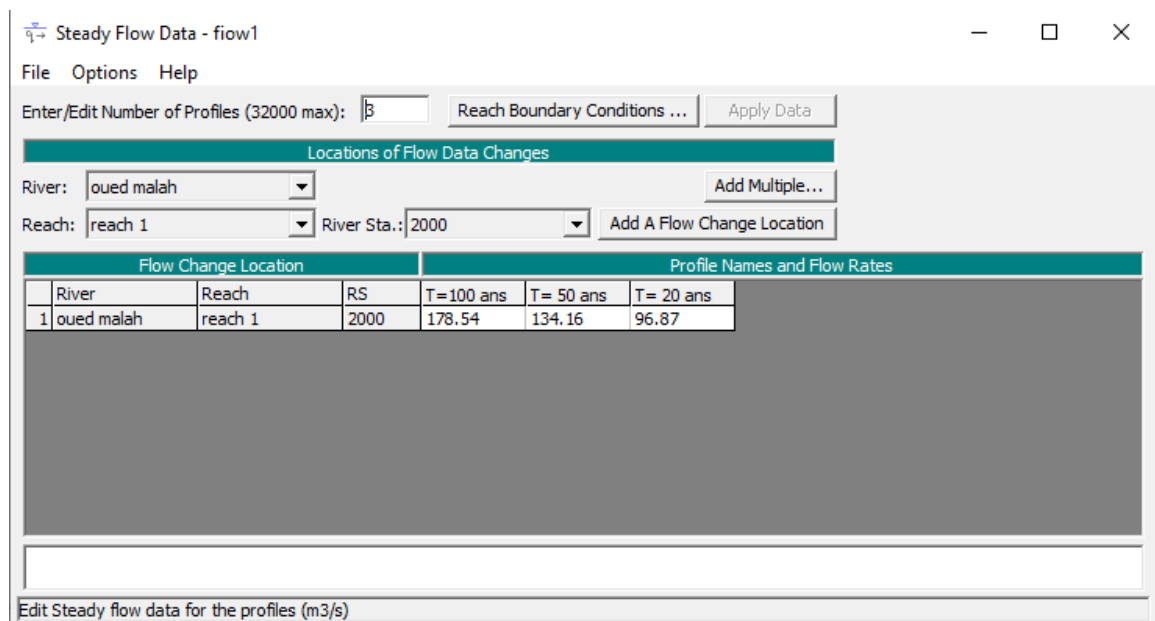 Steady Flow Data - fiow1
File Options Help
Enter/Edit Number of Profiles (32000 max): 3 Reach Boundary Conditions ... Apply Data
Locations of Flow Data Changes
River: oued malah Add Multiple...
Reach: reach 1 River Sta.: 2000 Add A Flow Change Location
Flow Change Location Profile Names and Flow Rates
River Reach RS T=100 ans T= 50 ans T= 20 ans
1 oued malah reach 1 2000 178.54 134.16 96.87
Edit Steady flow data for the profiles (m3/s)